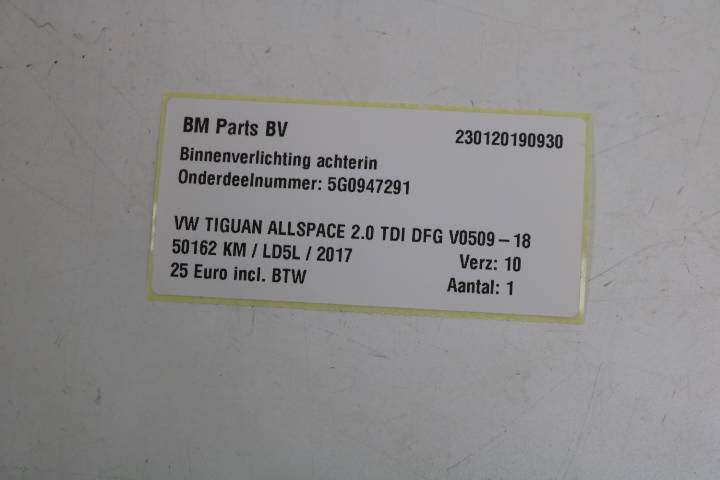 BM Parts BV 230120190930
Binnenverlichting achterin
Onderdeelnummer: 5G0947291
VW TIGUAN ALLSPACE 2.0 TDI DFG V0509-18
50162 KM / LD5L / 2017 Verz: 10
25 Euro incl. BTW Aantal: 1